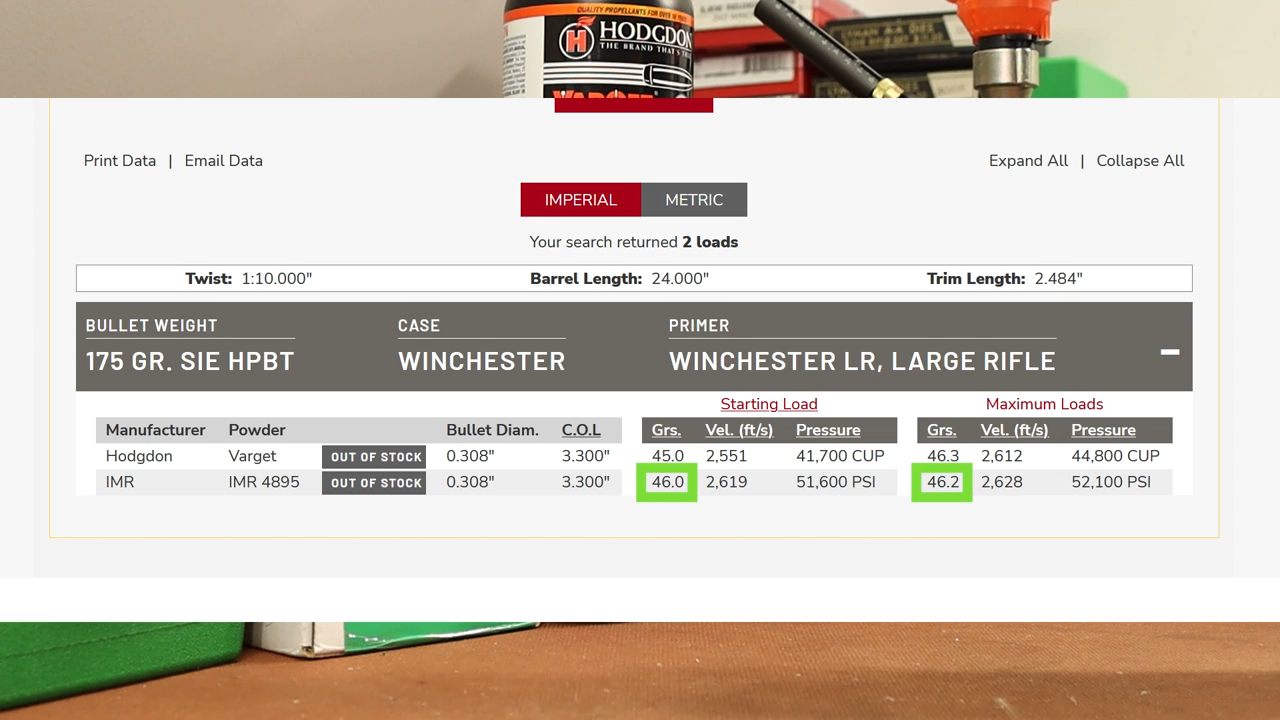 QUALITY PROPELLANTS FOR OVER
HODGDON
THE BRAND THAT'S
VARGET
Print Data | Email Data
Expand All | Collapse All
IMPERIAL METRIC
Your search returned 2 loads
Twist: 1:10.000" Barrel Length: 24.000" Trim Length: 2.484"
BULLET WEIGHT CASE PRIMER
175 GR. SIE HPBT WINCHESTER WINCHESTER LR, LARGE RIFLE
Starting Load Maximum Loads
Manufacturer Powder Bullet Diam. C.O.L Grs. Vel. (ft/s) Pressure Grs. Vel. (ft/s) Pressure
Hodgdon Varget OUT OF STOCK 0.308" 3.300" 45.0 2,551 41,700 CUP 46.3 2,612 44,800 CUP
IMR IMR 4895 OUT OF STOCK 0.308" 3.300" 46.0 2,619 51,600 PSI 46.2 2,628 52,100 PSI